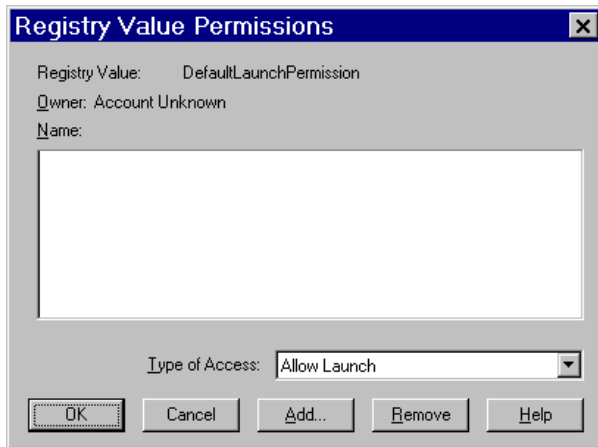 Registry Value Permissions
Registry Value: DefaultLaunchPermission
Owner: Account Unknown
Name:
Type of Access: Allow Launch
OK Cancel Add... Remove Help